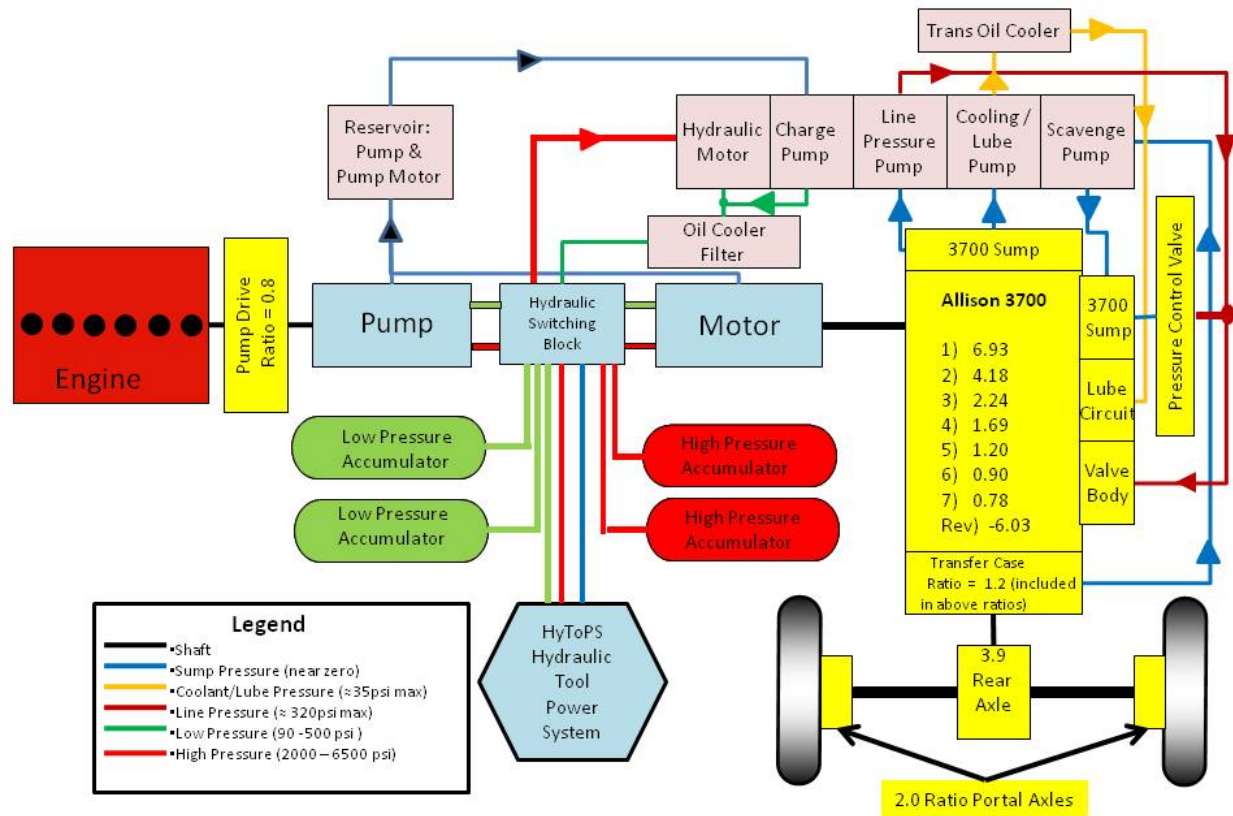 Trans Oil Cooler
Reservoir:
Pump &
Pump Motor
Hydraulic
Motor
Charge
Pump
Line
Pressure
Pump
Cooling /
Lube
Pump
Scavenge
Pump
Oil Cooler
Filter
Engine
Pump Drive
Ratio = 0.8
Pump
Hydraulic
Switching
Block
Motor
3700 Sump
Allison 3700
1) 6.93
2) 4.18
3) 2.24
4) 1.69
5) 1.20
6) 0.90
7) 0.78
Rev) -6.03
Transfer Case
Ratio = 1.2 (included
in above ratios)
3700
Sump
Lube
Circuit
Valve
Body
Pressure Control Valve
Low Pressure
Accumulator
Low Pressure
Accumulator
High Pressure
Accumulator
High Pressure
Accumulator
HyToPS
Hydraulic
Tool
Power
System
3.9
Rear
Axle
2.0 Ratio Portal Axles
Legend
▪Shaft
▪Sump Pressure (near zero)
▪Coolant/Lube Pressure (≈35psi max)
▪Line Pressure (≈ 320psi max)
▪Low Pressure (90 -500 psi )
▪High Pressure (2000 – 6500 psi)